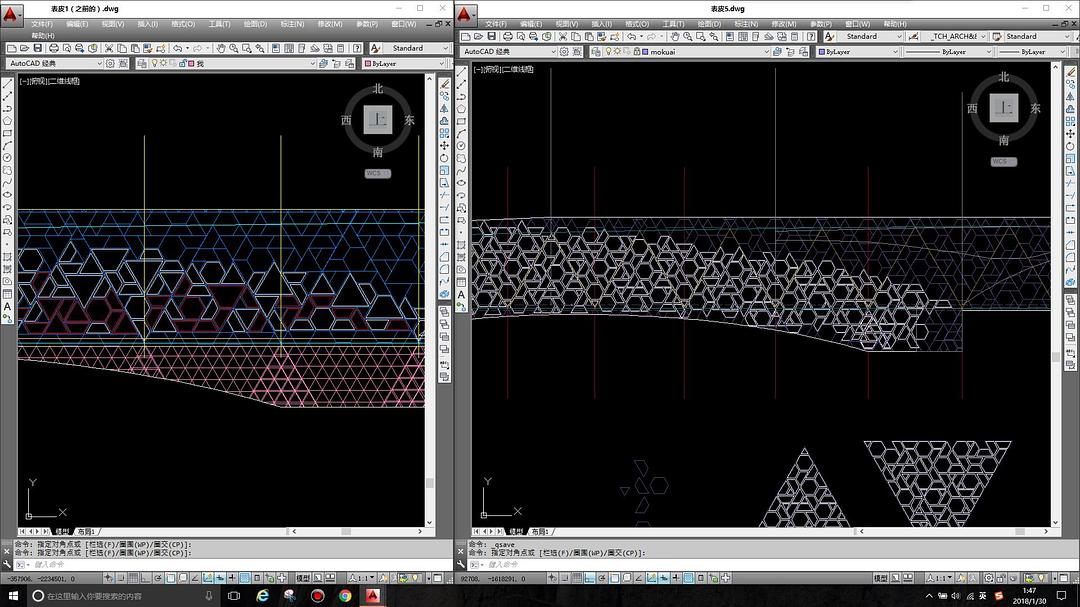 表皮1（之前的）.dwg
文件(F) 编辑(E) 视图(V) 插入(I) 格式(O) 工具(T) 绘图(D) 标注(N) 修改(M) 参数(P) 窗口(W)
帮助(H)
Standard
AutoCAD 经典
我
ByLayer
[-][俯视][二维线框]
北
西 上 东
南
WCS
Y
X
模型 布局1
命令: 指定对角点或 [栏选(F)/圈围(WP)/圈交(CP)]:
命令: 指定对角点或 [栏选(F)/圈围(WP)/圈交(CP)]:
键入命令
-357906, -2234501, 0
模型
1:1
表皮5.dwg
文件(F) 编辑(E) 视图(V) 插入(I) 格式(O) 工具(T) 绘图(D) 标注(N) 修改(M) 参数(P) 窗口(W) 帮助(H)
Standard
_TCH_ARCH&E
Standard
AutoCAD 经典
mokuai
ByLayer
ByLayer
ByLayer
[-][俯视][二维线框]
北
西 上 东
南
WCS
Y
X
模型 布局1
命令: _qsave
命令: 指定对角点或 [栏选(F)/圈围(WP)/圈交(CP)]:
键入命令
92708, -1618291, 0
模型
1:1
在这里输入你要搜索的内容
英
1:47
2018/1/30